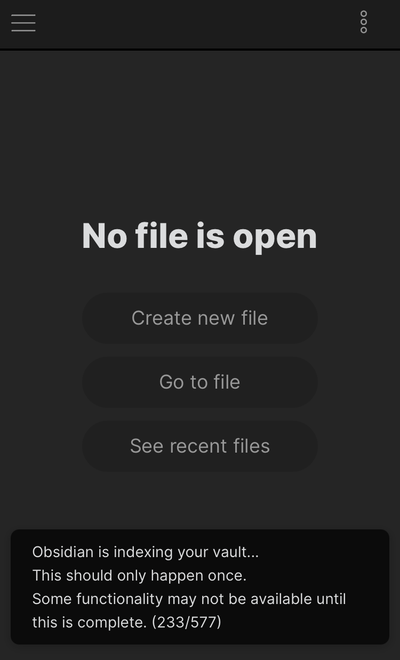 No file is open
Create new file
Go to file
See recent files
Obsidian is indexing your vault...
This should only happen once.
Some functionality may not be available until
this is complete. (233/577)